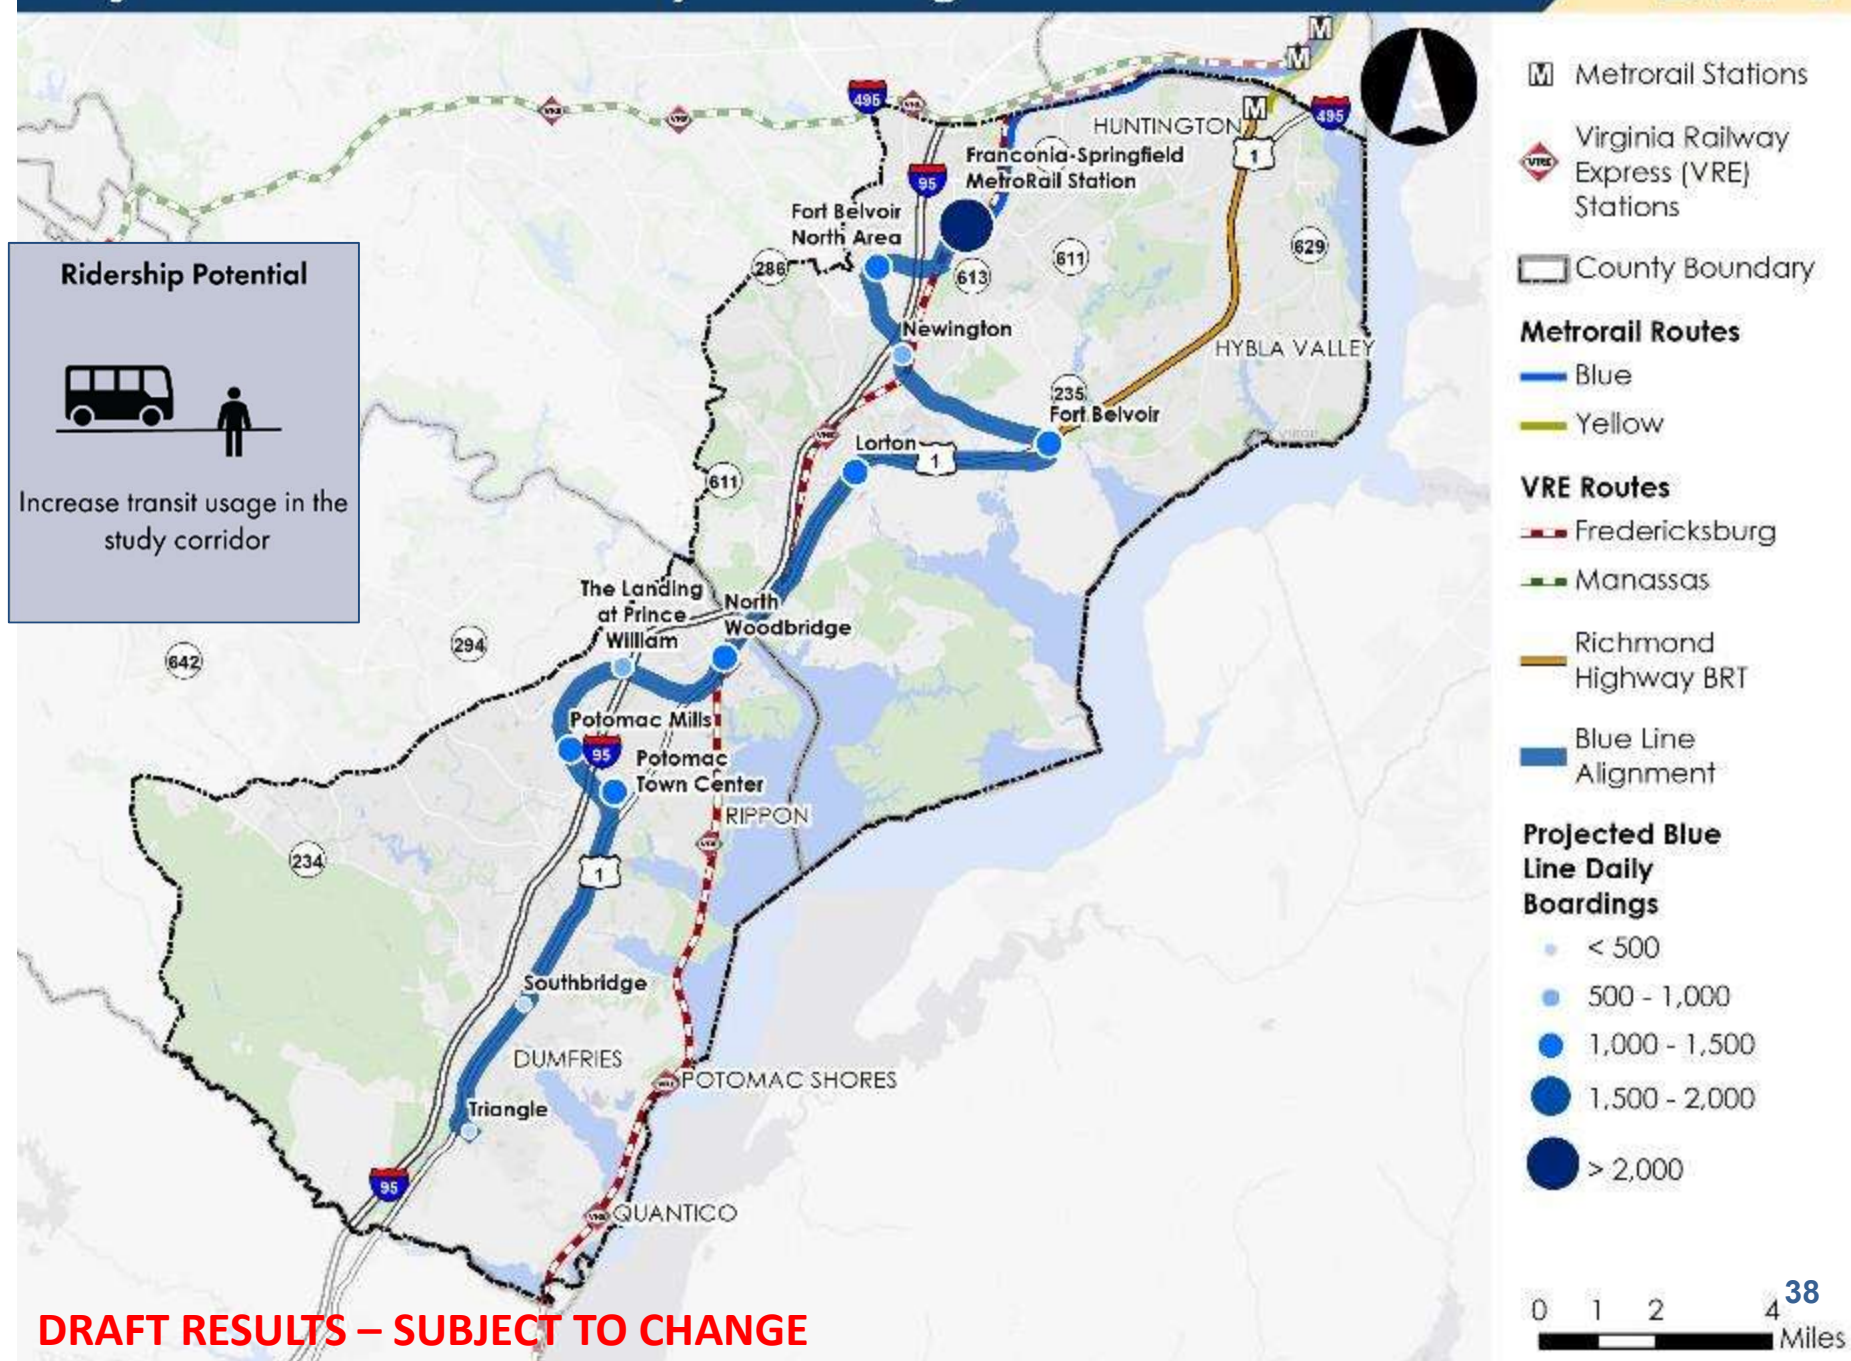 M
M
495
VRE
M
495
HUNTINGTON
1
Franconia-Springfield
MetroRail Station
95
Fort Belvoir
North Area
286
613
611
629
Newington
HYBLA VALLEY
235
Fort Belvoir
Lorton
1
611
Ridership Potential
Increase transit usage in the
study corridor
The Landing
at Prince
William
North
Woodbridge
642
294
Potomac Mills
95
Potomac
Town Center
RIPPON
234
1
Southbridge
DUMFRIES
POTOMAC SHORES
Triangle
95
QUANTICO
DRAFT RESULTS – SUBJECT TO CHANGE
M Metrorail Stations
VRE Virginia Railway
Express (VRE)
Stations
County Boundary
Metrorail Routes
Blue
Yellow
VRE Routes
Fredericksburg
Manassas
Richmond
Highway BRT
Blue Line
Alignment
Projected Blue
Line Daily
Boardings
< 500
500 - 1,000
1,000 - 1,500
1,500 - 2,000
> 2,000
38
0 1 2 4
Miles